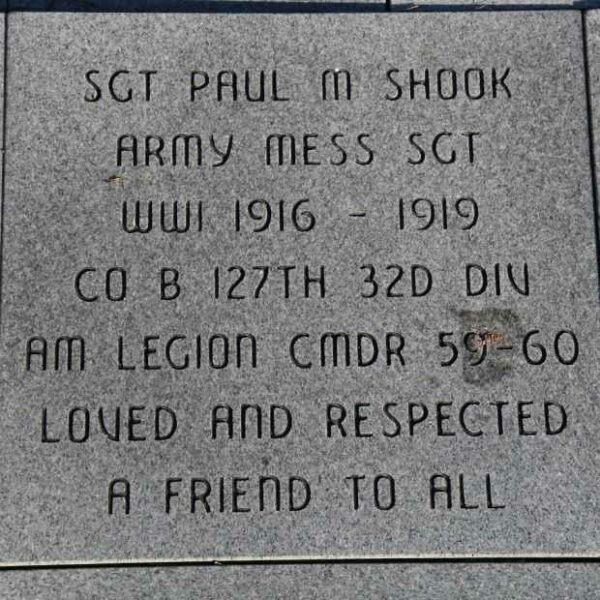 SGT PAUL M SHOOK
ARMY MESS SGT
WWI 1916 - 1919
CO B 127TH 32D DIV
AM LEGION CMDR 59-60
LOVED AND RESPECTED
A FRIEND TO ALL